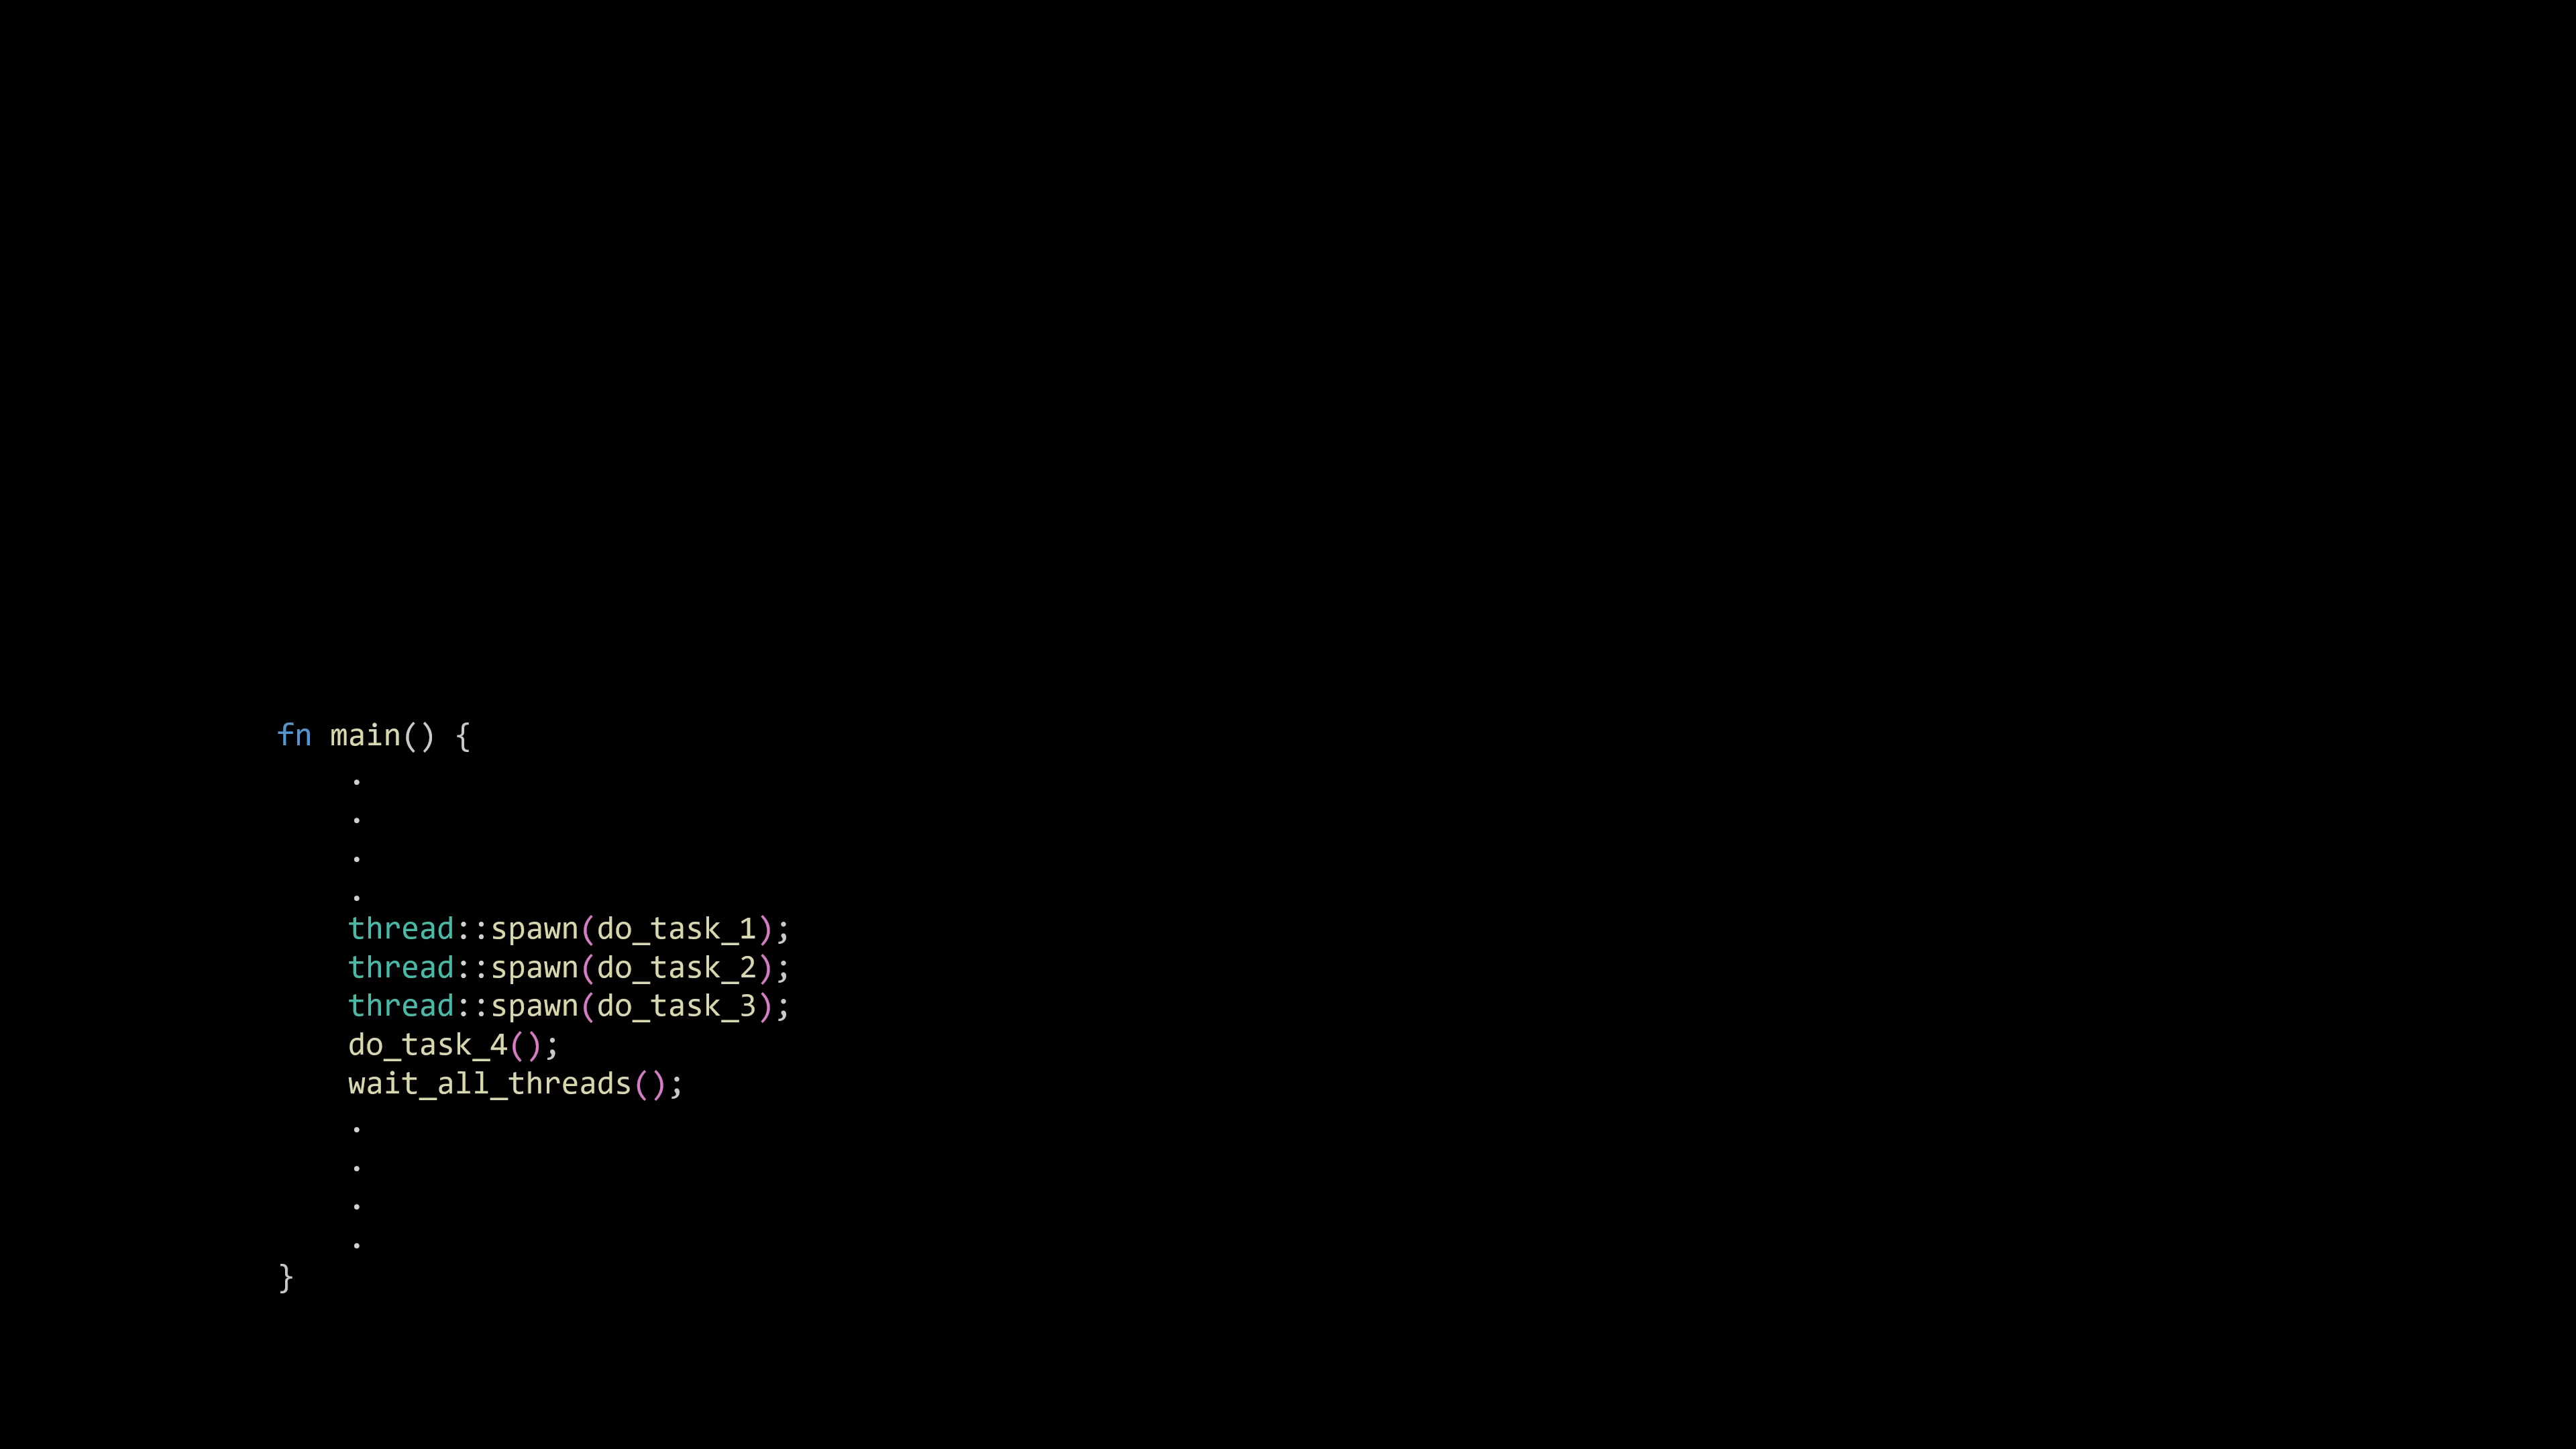 fn main() {
.
.
.
.
thread::spawn(do_task_1);
thread::spawn(do_task_2);
thread::spawn(do_task_3);
do_task_4();
wait_all_threads();
.
.
.
.
}